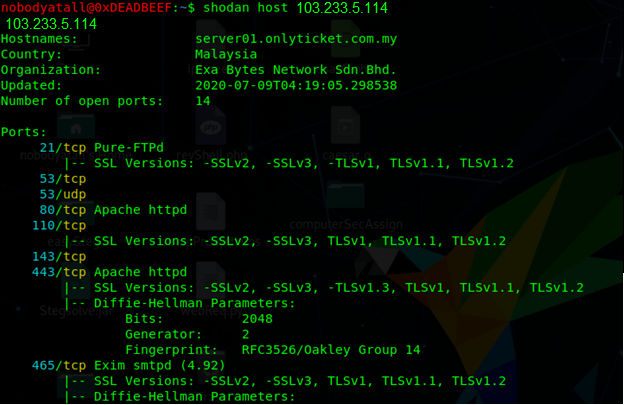 nobodyatall@0xDEADBEEF:~$ shodan host 103.233.5.114
103.233.5.114
Hostnames: server01.onlyticket.com.my
Country: Malaysia
Organization: Exa Bytes Network Sdn.Bhd.
Updated: 2020-07-09T04:19:05.298538
Number of open ports: 14
Ports:
21/tcp Pure-FTPd
|-- SSL Versions: -SSLv2, -SSLv3, -TLSv1, TLSv1.1, TLSv1.2
53/tcp
53/udp
80/tcp Apache httpd
110/tcp
|-- SSL Versions: -SSLv2, -SSLv3, TLSv1, TLSv1.1, TLSv1.2
143/tcp
443/tcp Apache httpd
|-- SSL Versions: -SSLv2, -SSLv3, -TLSv1.3, TLSv1, TLSv1.1, TLSv1.2
|-- Diffie-Hellman Parameters:
Bits: 2048
Generator: 2
Fingerprint: RFC3526/Oakley Group 14
465/tcp Exim smtpd (4.92)
|-- SSL Versions: -SSLv2, -SSLv3, TLSv1, TLSv1.1, TLSv1.2
|-- Diffie-Hellman Parameters: